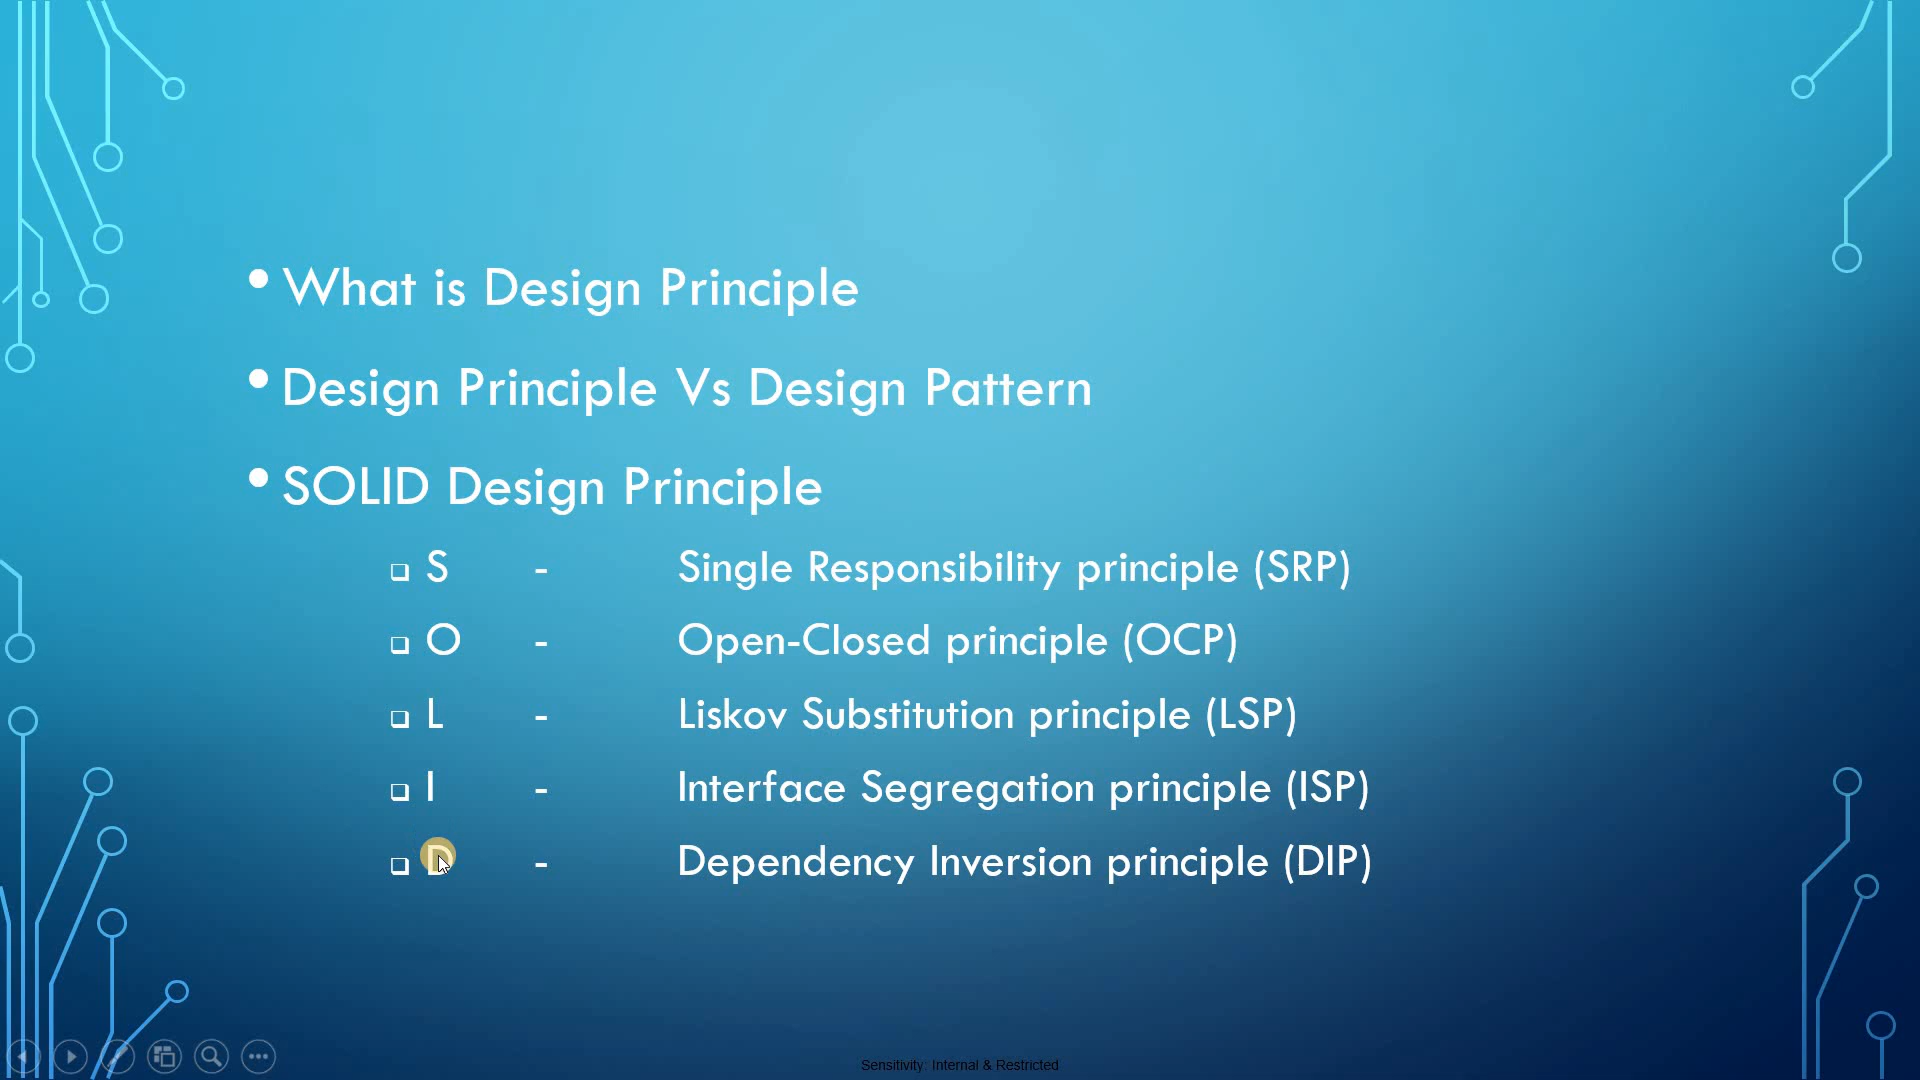 • What is Design Principle
• Design Principle Vs Design Pattern
• SOLID Design Principle
❑ S - Single Responsibility principle (SRP)
❑ O - Open-Closed principle (OCP)
❑ L - Liskov Substitution principle (LSP)
❑ I - Interface Segregation principle (ISP)
❑ D - Dependency Inversion principle (DIP)
Sensitivity: Internal & Restricted